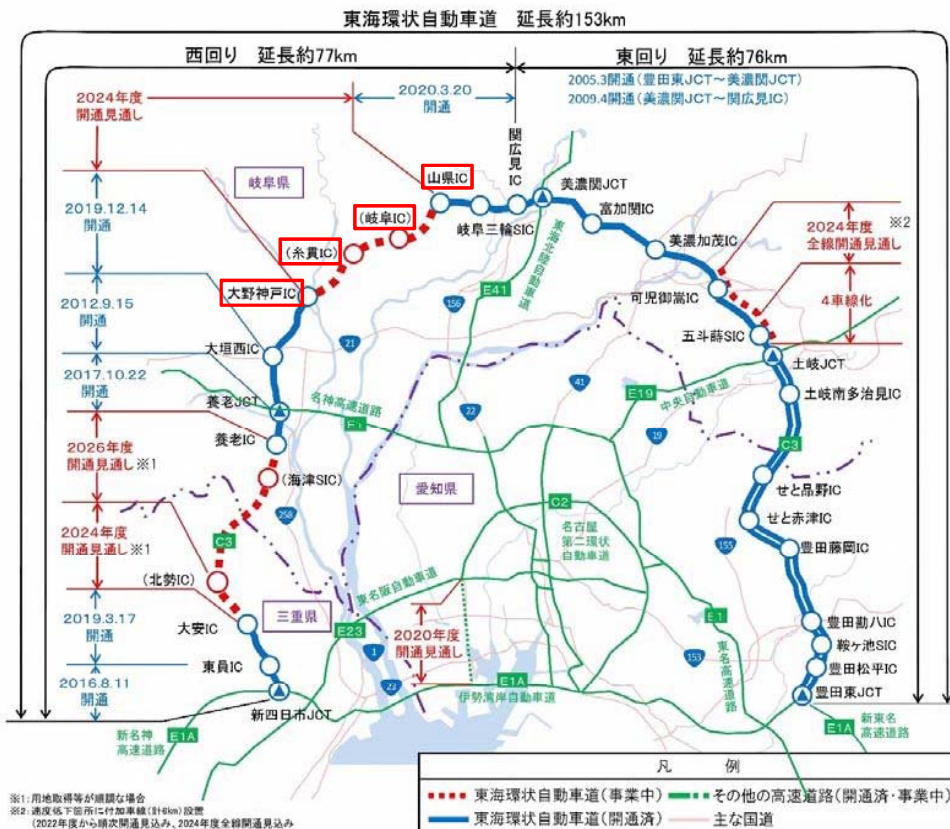 東海環状自動車道 延長約153km
西回り 延長約77km
東回り 延長約76km
2005.3開通(豊田東JCT～美濃関JCT)
2009.4開通(美濃関JCT～関広見IC)
2024年度
開通見通し
2020.3.20
開通
関広見IC
岐阜県
山県IC
美濃関JCT
(岐阜IC)
岐阜三輪SIC
富加関IC
2019.12.14
開通
(糸貫IC)
美濃加茂IC
2024年度
全線開通見通し
※2
東海北陸自動車道
大野神戸IC
E41
156
可児御嵩IC
4車線化
2012.9.15
開通
五斗蒔SIC
大垣西IC
21
土岐JCT
2017.10.22
開通
41
E19
中央自動車道
土岐南多治見IC
養老JCT
名神高速道路
E1
22
19
C3
養老IC
2026年度
開通見通し※1
(海津SIC)
愛知県
せと品野IC
C2
258
せと赤津IC
名古屋
第二環状
自動車道
2024年度
開通見通し※1
C3
155
豊田藤岡IC
(北勢IC)
東名阪自動車道
三重県
2019.3.17
開通
大安IC
E23
2020年度
開通見通し
E1
豊田勘八IC
鞍ヶ池SIC
1
153
東名高速道路
東員IC
豊田松平IC
2016.8.11
開通
23
E1A
伊勢湾岸自動車道
豊田東JCT
新四日市JCT
新名神
高速道路
E1A
E1A
新東名
高速道路
凡 例
東海環状自動車道(事業中)
その他の高速道路(開通済・事業中)
東海環状自動車道(開通済)
主な国道
※1:用地取得等が順調な場合
※2:速度低下箇所に付加車線(計6km)設置
(2022年度から順次開通見込み、2024年度全線開通見込み